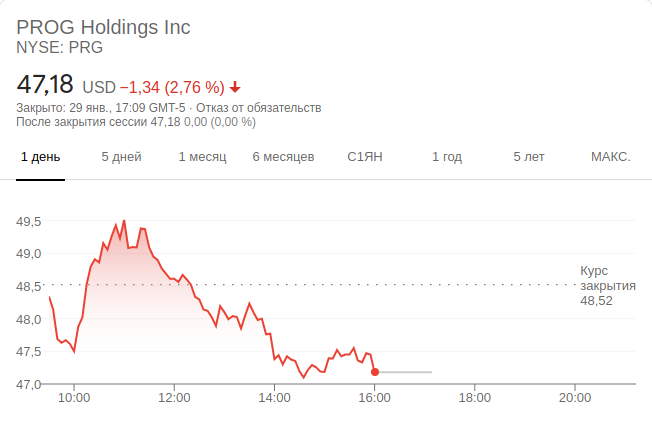 PROG Holdings Inc
NYSE: PRG
47,18 USD −1,34 (2,76 %)
Закрыто: 29 янв., 17:09 GMT-5 · Отказ от обязательств
После закрытия сессии 47,18 0,00 (0,00 %)
1 день 5 дней 1 месяц 6 месяцев С1ЯН 1 год 5 лет МАКС.
49,5
49,0
Курс
48,5 закрытия
48,52
48,0
47,5
47,0
10:00 12:00 14:00 16:00 18:00 20:00